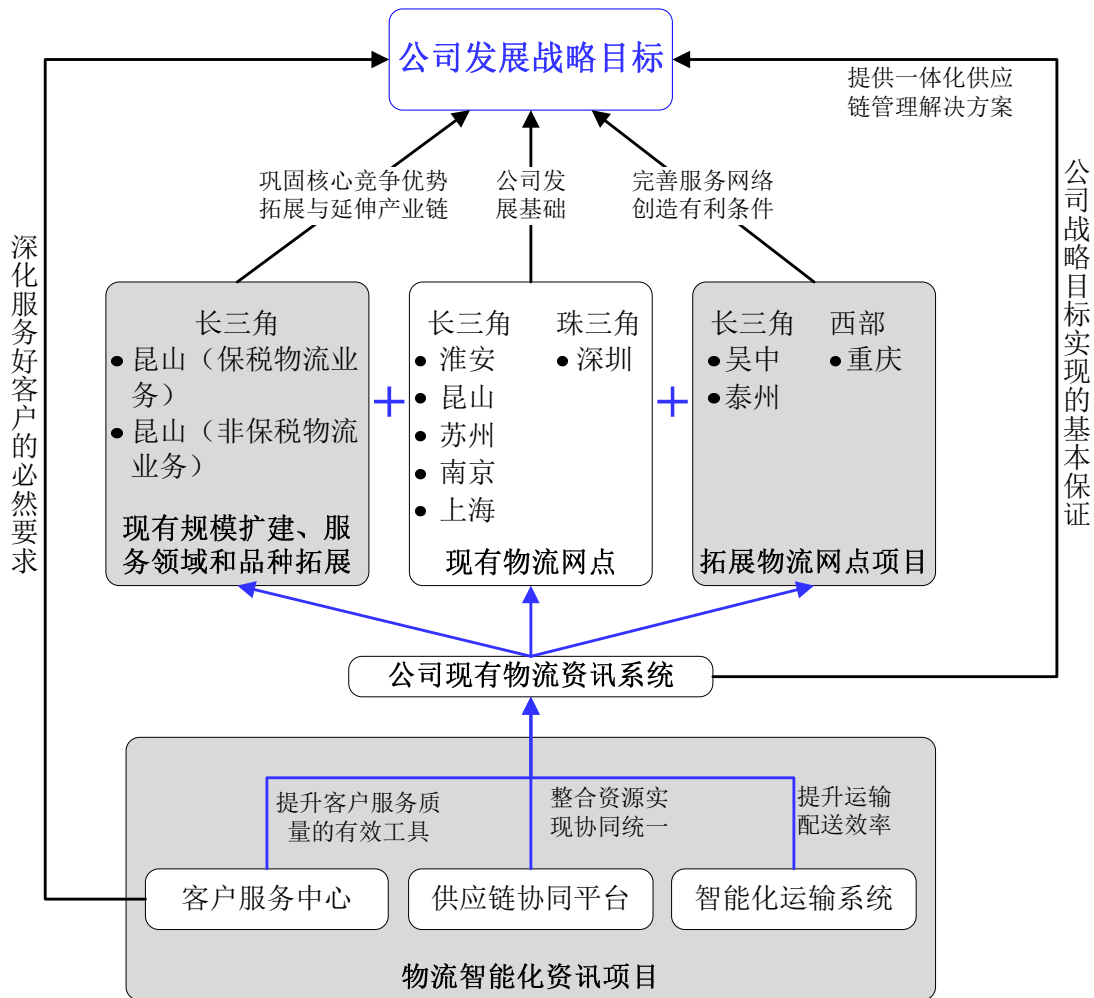 公司发展战略目标
提供一体化供应
链管理解决方案
巩固核心竞争优势
拓展与延伸产业链
公司发
展基础
完善服务网络
创造有利条件
深化服务好客户的必然要求
公司战略目标实现的基本保证
长三角
昆山（保税物流业
务）
昆山（非保税物流
业务）
现有规模扩建、服
务领域和品种拓展
长三角
淮安
昆山
苏州
南京
上海
珠三角
深圳
现有物流网点
长三角
吴中
泰州
西部
重庆
拓展物流网点项目
公司现有物流资讯系统
提升客户服务质
量的有效工具
整合资源实
现协同统一
提升运输
配送效率
客户服务中心
供应链协同平台
智能化运输系统
物流智能化资讯项目